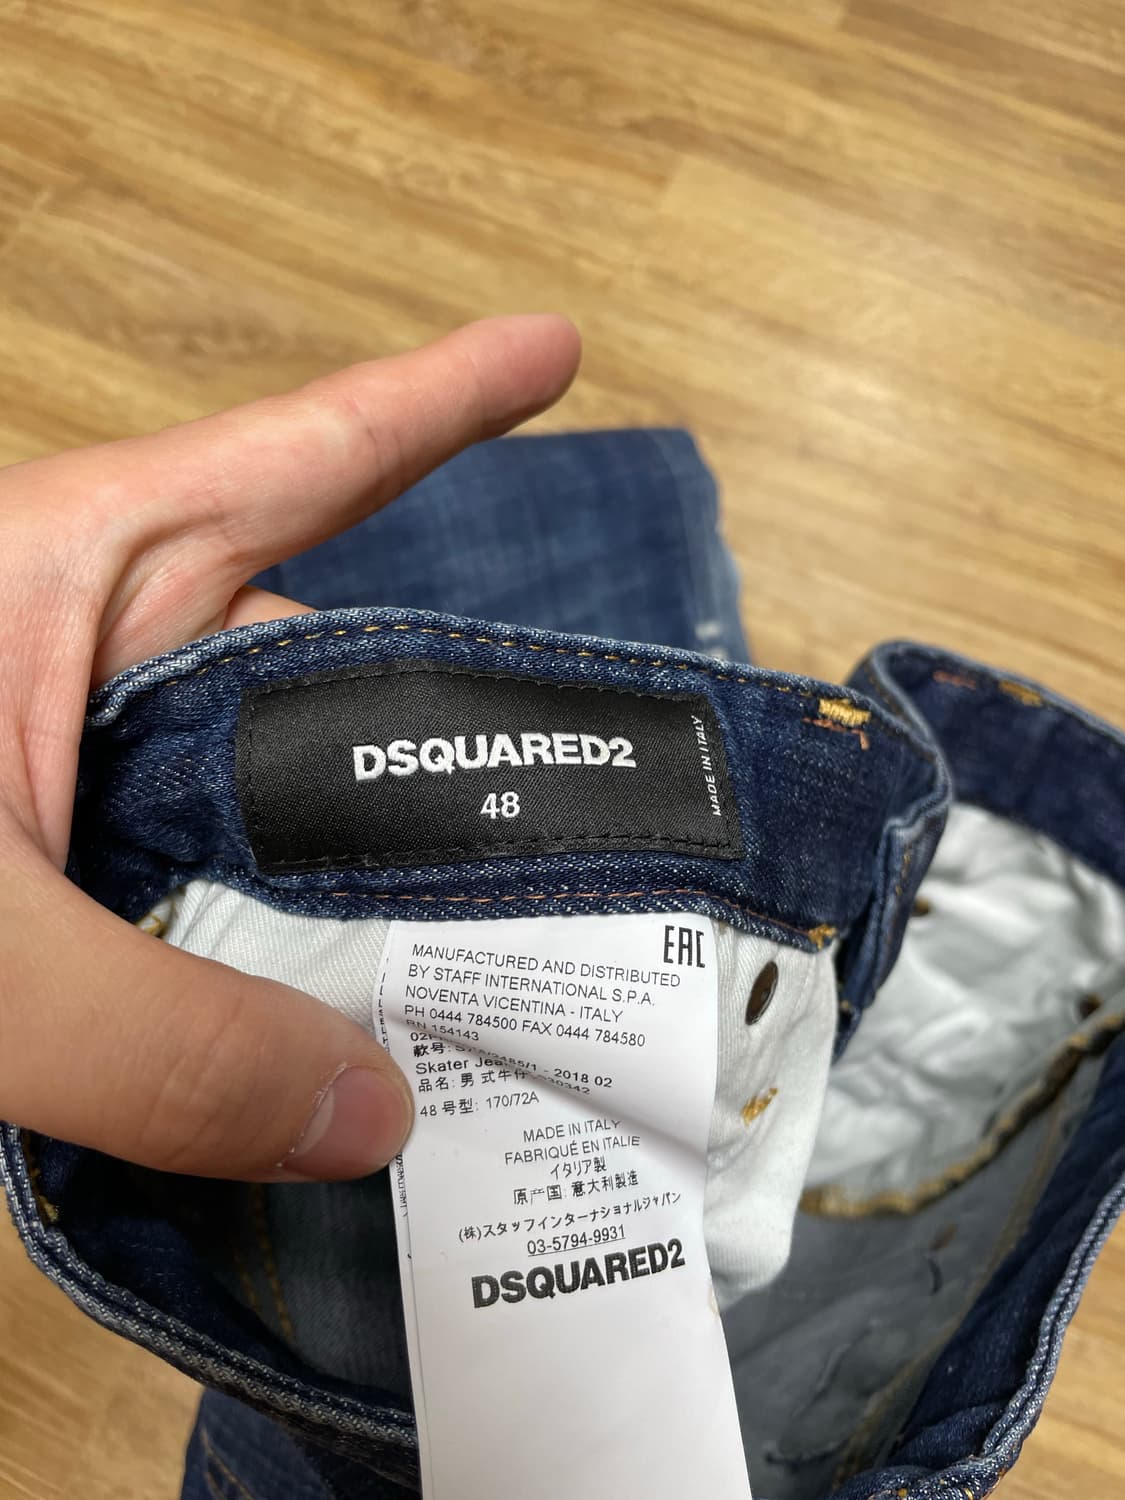 DSQUARED2
48
MADE IN ITALY
EAC
MANUFACTURED AND DISTRIBUTED
BY STAFF INTERNATIONAL S.P.A.
NOVENTA VICENTINA - ITALY
PH 0444 784500 FAX 0444 784580
RN 154143
款号:
Skater - 2018 02
品名: 男 式牛仔
48 号型: 170/72A
MADE IN ITALY
FABRIQUÉ EN ITALIE
イタリア製
原产国: 意大利製造
(株)スタッフインターナショナルジャパン
03-5794-9931
DSQUARED2